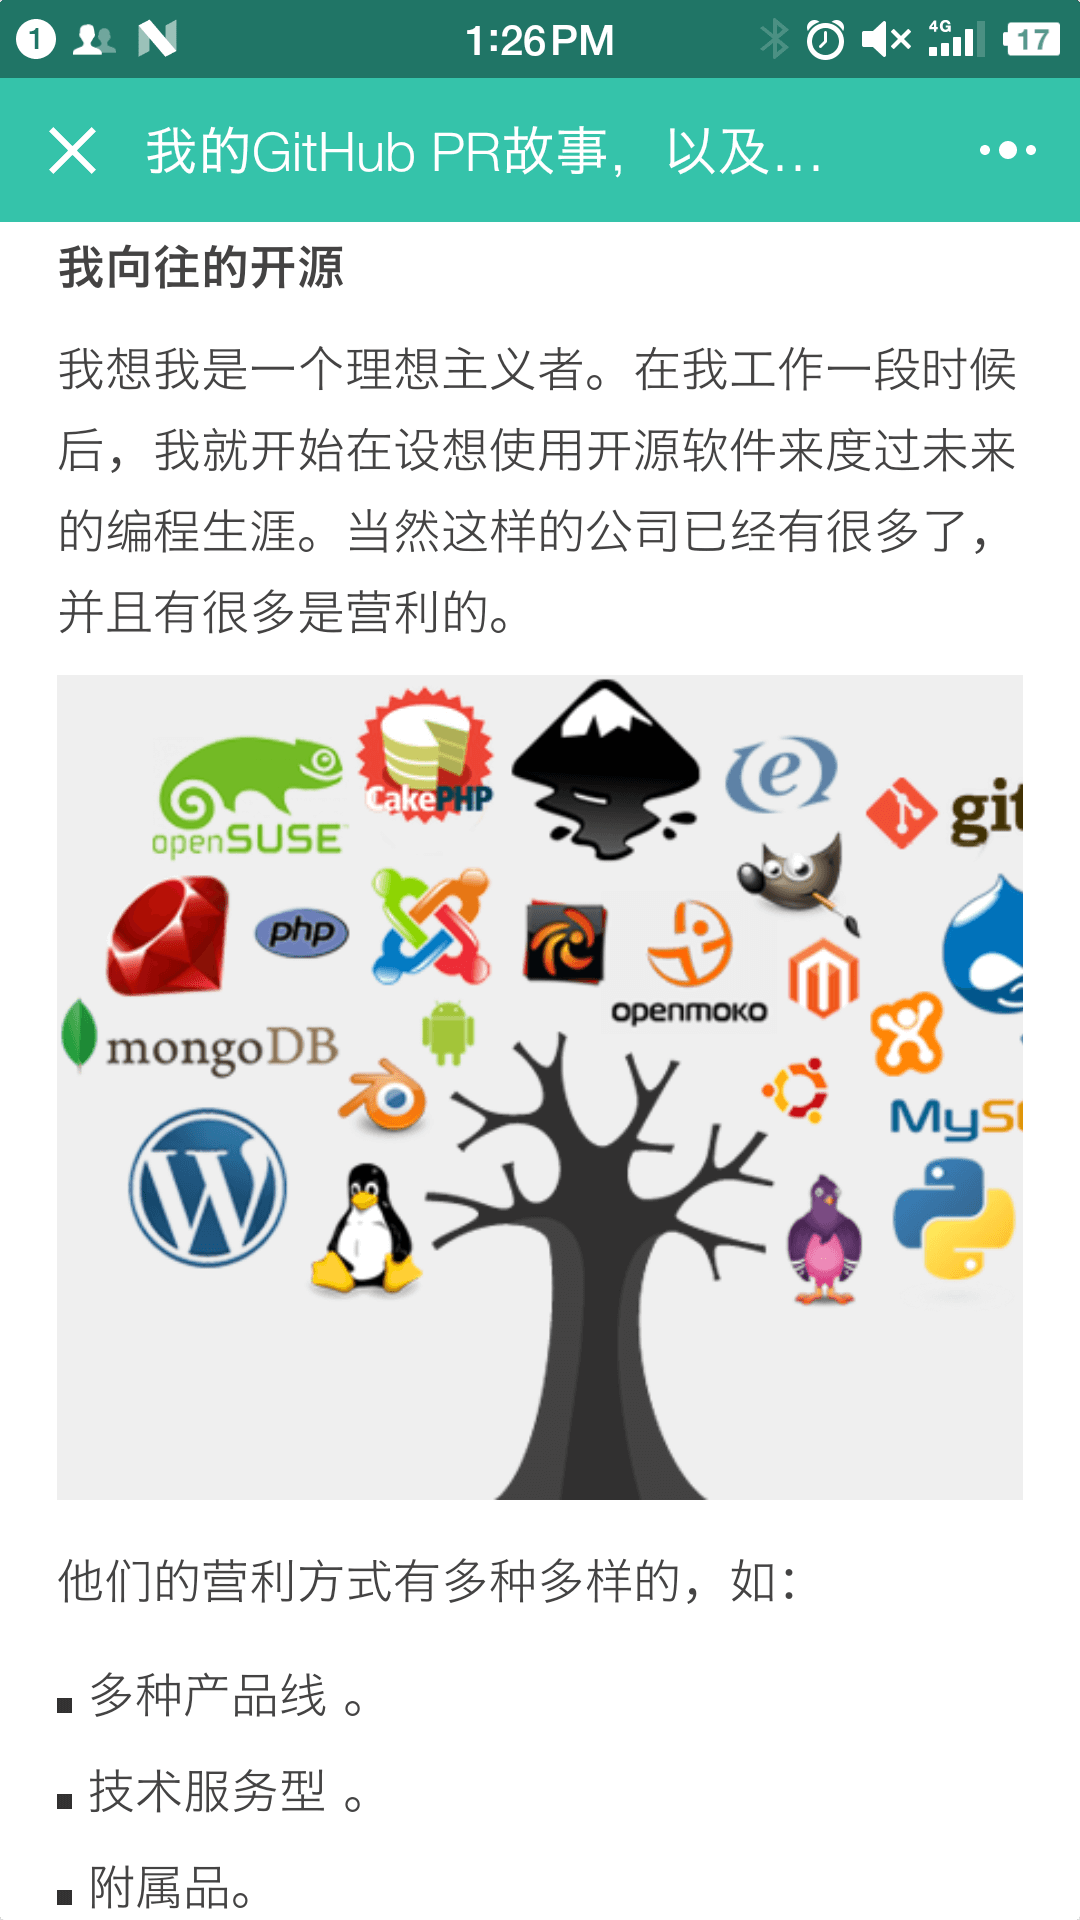 1
1:26PM
4G
17
我的GitHub PR故事，以及...
我向往的开源
我想我是一个理想主义者。在我工作一段时候
后，我就开始在设想使用开源软件来度过未来
的编程生涯。当然这样的公司已经有很多了，
并且有很多是营利的。
openSUSE
CakePHP
e
git
php
openmoko
mongoDB
MyS
W
他们的营利方式有多种多样的，如：
多种产品线 。
技术服务型 。
附属品。